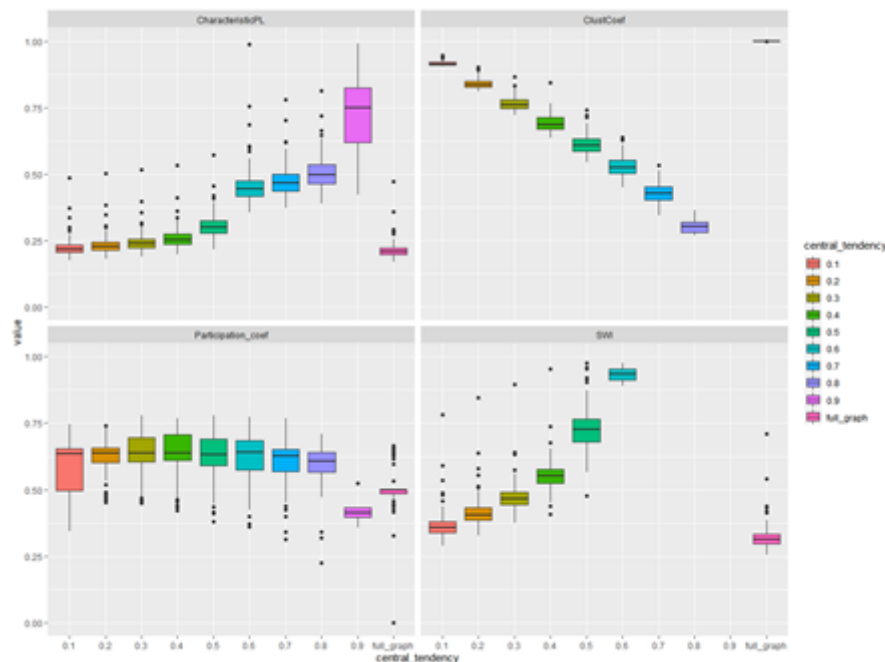 CharacteristicPL
ClustCoef
1.00
0.75
0.50
0.25
0.00
Participation_coef
SWI
1.00
0.75
0.50
0.25
0.00
0.1 0.2 0.3 0.4 0.5 0.6 0.7 0.8 0.9 full_graph
0.1 0.2 0.3 0.4 0.5 0.6 0.7 0.8 0.9 full_graph
central_tendency
value
central_tendency
0.1
0.2
0.3
0.4
0.5
0.6
0.7
0.8
0.9
full_graph